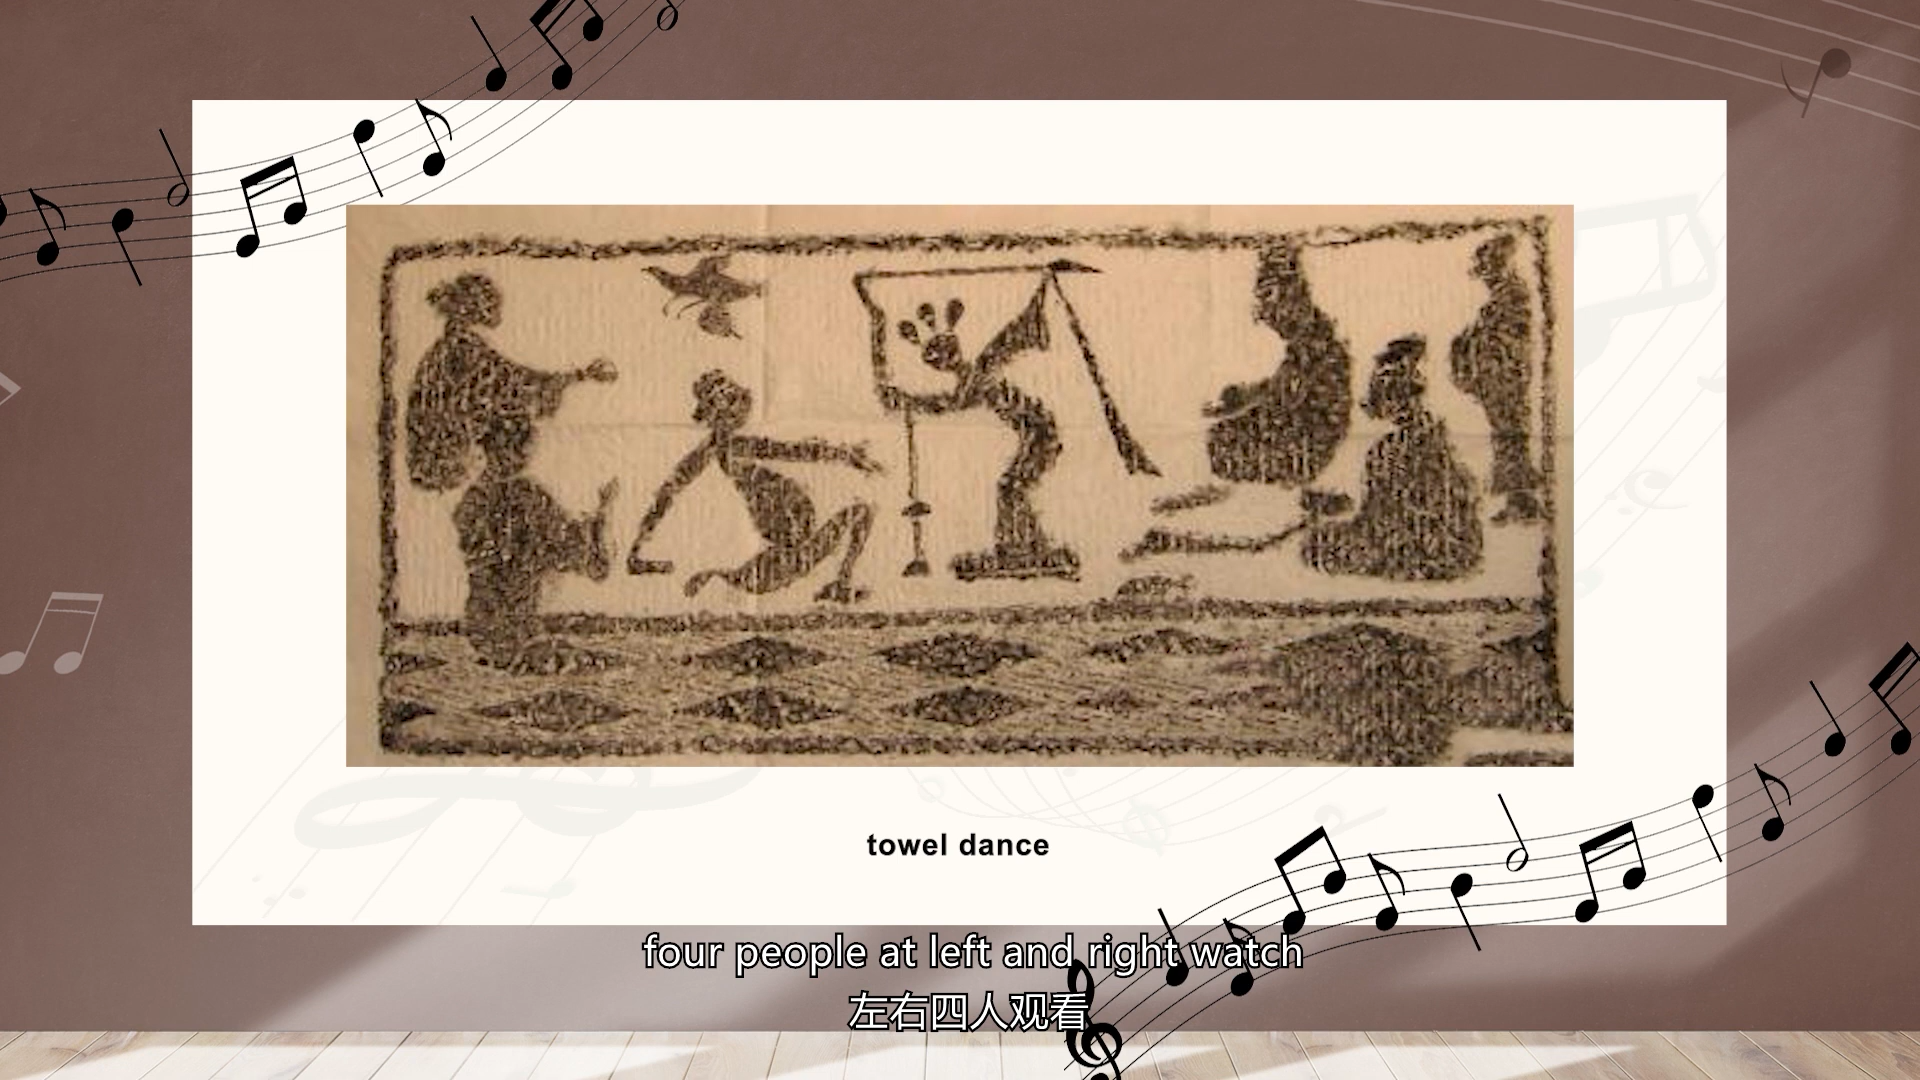 towel dance
four people at left and right watch
左右四人观看